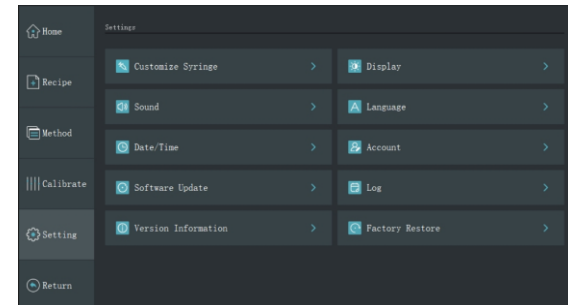 Home
Recipe
Method
Calibrate
Setting
Return
Settings
Customize Syringe
Display
Sound
Language
Date/Time
Account
Software Update
Log
Version Information
Factory Restore